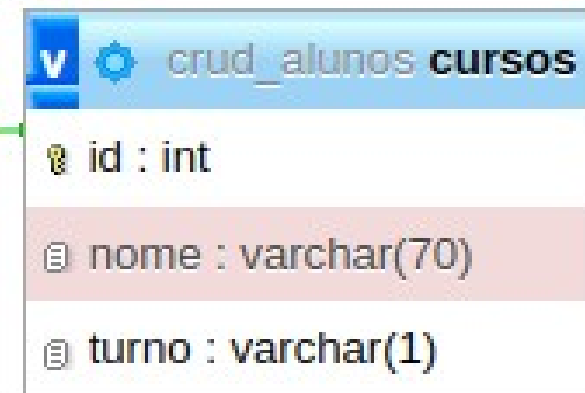 v crud_alunos cursos
id : int
nome : varchar(70)
turno : varchar(1)